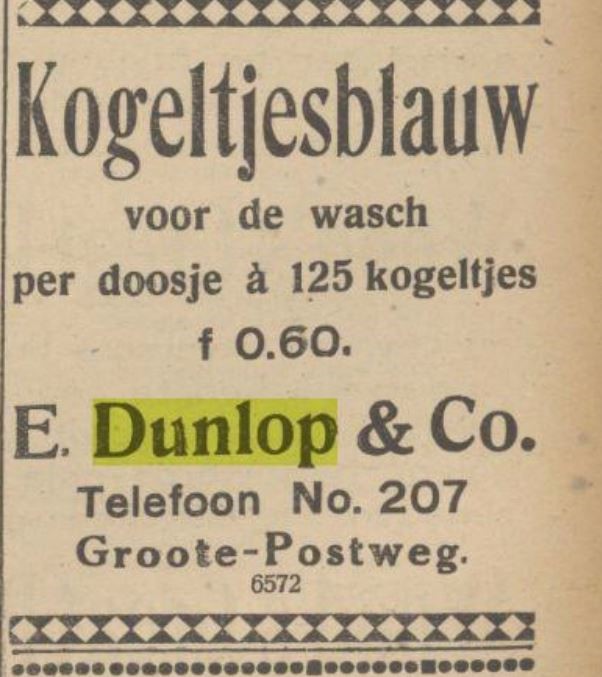 Kogeltjesblauw
voor de wasch
per doosje à 125 kogeltjes
f 0.60.
E. Dunlop & Co.
Telefoon No. 207
Groote-Postweg.
6572